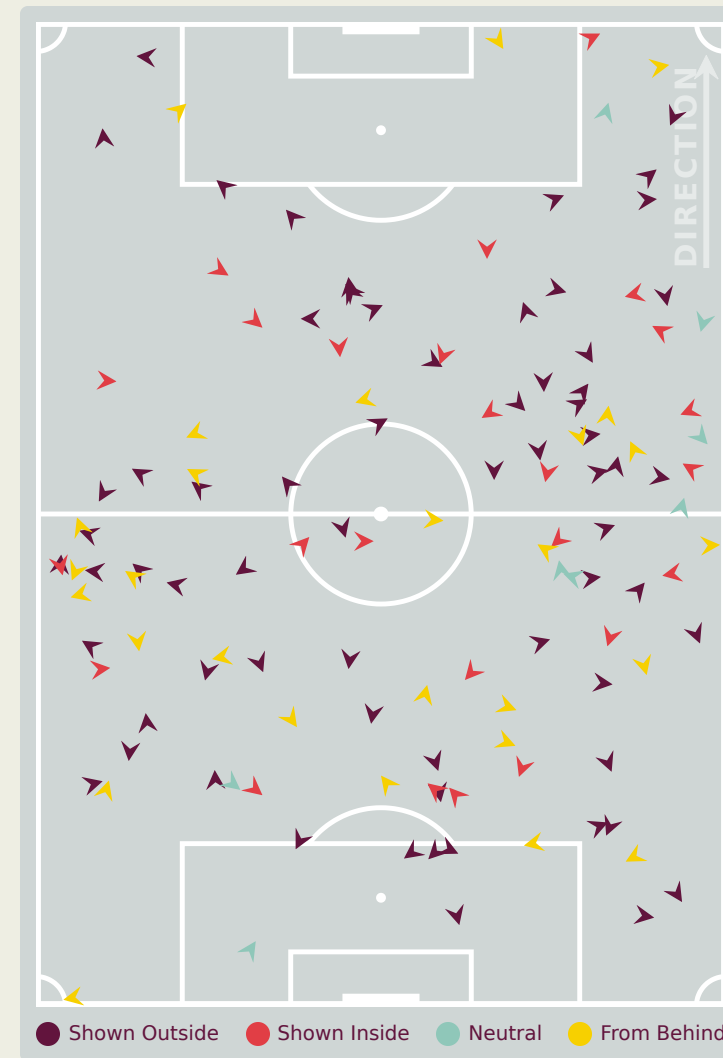 DIRECTION
Shown Outside
Shown Inside
Neutral
From Behind